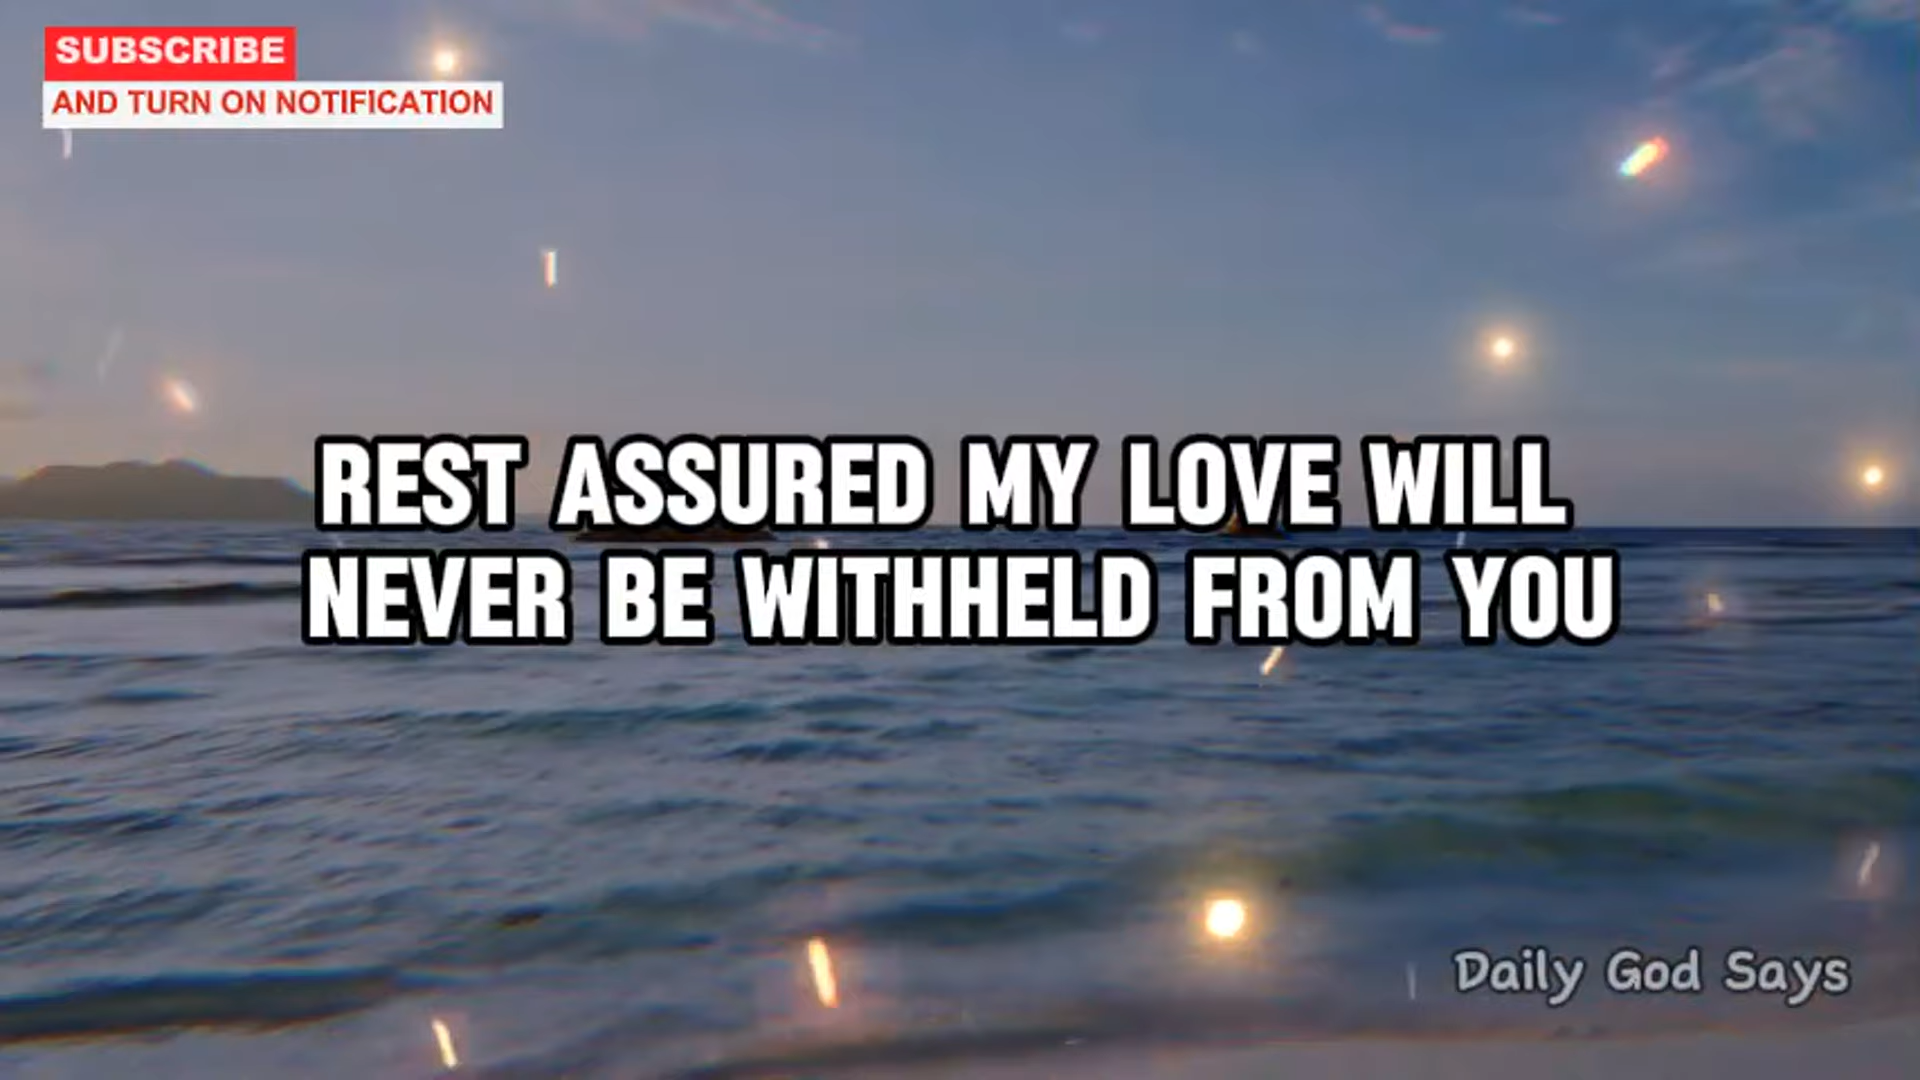 SUBSCRIBE
AND TURN ON NOTIFICATION
REST ASSURED MY LOVE WILL
NEVER BE WITHHELD FROM YOU
Daily God Says